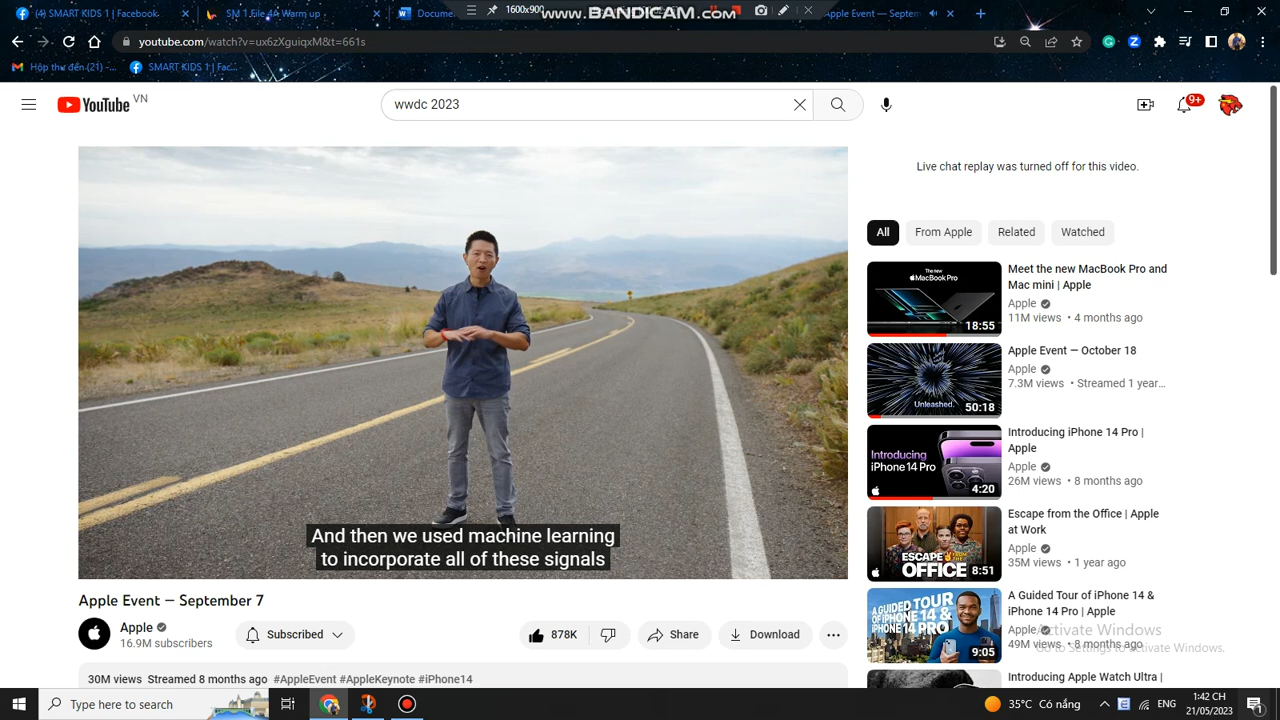 (4) SMART KIDS 1 | Facebook
SM 1 File 4A Warm up
Docume
1600x900
www.BANDICAM.com
Apple Event — Septem
youtube.com/watch?v=ux6zXguiqxM&t=661s
Hộp thư đến (21) -...
SMART KIDS 1 | Fac...
YouTube
VN
wwdc 2023
9+
Live chat replay was turned off for this video.
All
From Apple
Related
Watched
And then we used machine learning
to incorporate all of these signals
Apple Event — September 7
Apple
16.9M subscribers
Subscribed
878K
Share
Download
30M views Streamed 8 months ago #AppleEvent #AppleKeynote #iPhone14
The new
MacBook Pro
18:55
Meet the new MacBook Pro and
Mac mini | Apple
Apple
11M views • 4 months ago
Unleashed.
50:18
Apple Event — October 18
Apple
7.3M views • Streamed 1 year...
Introducing
iPhone 14 Pro
4:20
Introducing iPhone 14 Pro |
Apple
Apple
26M views • 8 months ago
ESCAPE FROM THE
OFFICE
8:51
Escape from the Office | Apple
at Work
Apple
35M views • 1 year ago
A GUIDED TOUR
OF IPHONE 14 &
IPHONE 14 PRO
9:05
A Guided Tour of iPhone 14 &
iPhone 14 Pro | Apple
Apple
49M views • 8 months ago
Activate Windows
Go to Settings to activate Windows.
Introducing Apple Watch Ultra |
Type here to search
35°C Có nắng
ENG
1:42 CH
21/05/2023
1